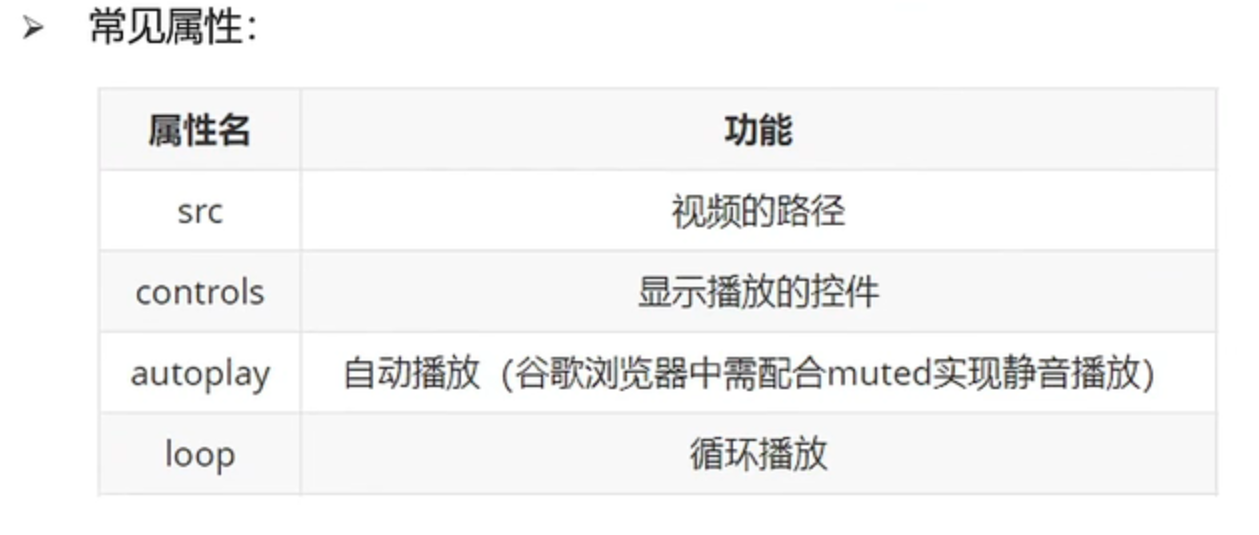 ➢ 常见属性：
属性名 功能
src 视频的路径
controls 显示播放的控件
autoplay 自动播放（谷歌浏览器中需配合muted实现静音播放）
loop 循环播放